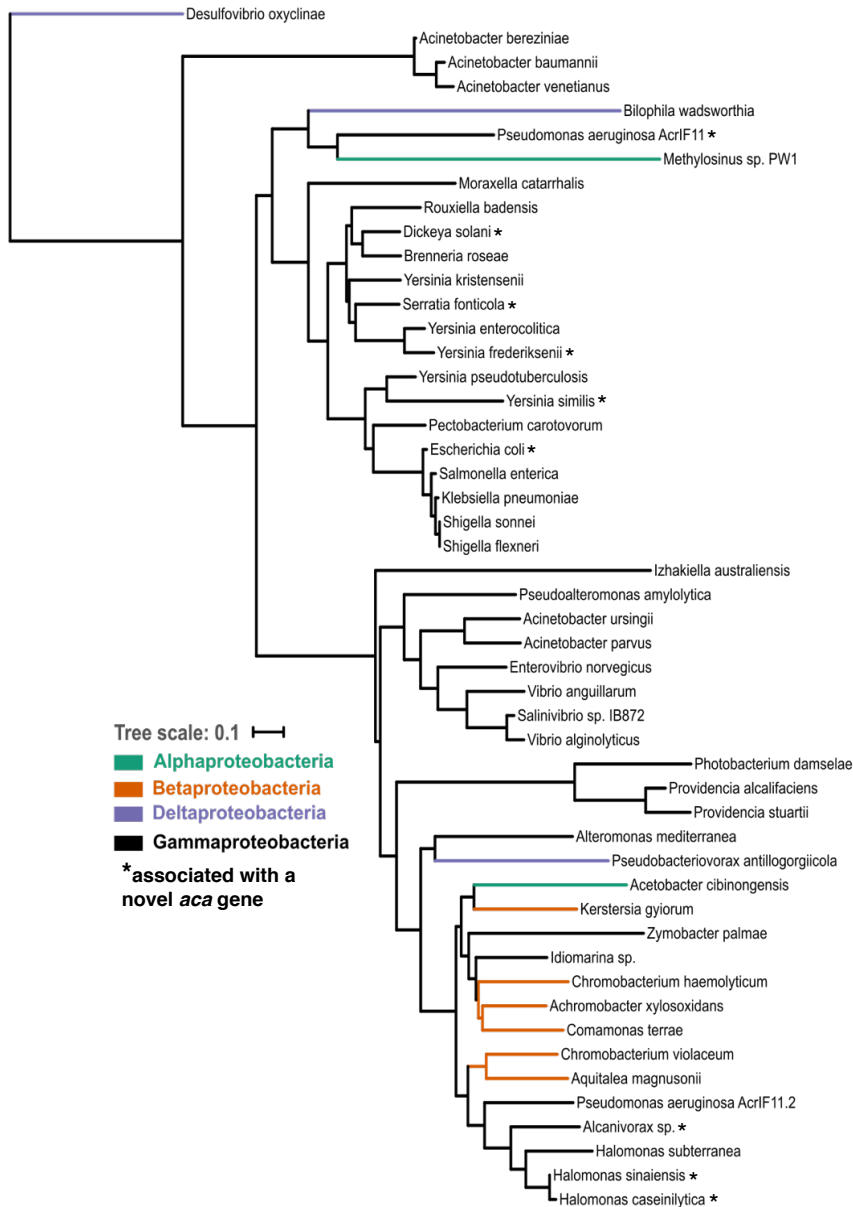 Desulfovibrio oxyclinae
Acinetobacter bereziniae
Acinetobacter baumannii
Acinetobacter venetianus
Bilophila wadsworthia
Pseudomonas aeruginosa AcrIF11 *
Methylosinus sp. PW1
Moraxella catarrhalis
Rouxiella badensis
Dickeya solani *
Brenneria roseae
Yersinia kristensenii
Serratia fonticola *
Yersinia enterocolitica
Yersinia frederiksenii *
Yersinia pseudotuberculosis
Yersinia similis *
Pectobacterium carotovorum
Escherichia coli *
Salmonella enterica
Klebsiella pneumoniae
Shigella sonnei
Shigella flexneri
Izhakiella australiensis
Pseudoalteromonas amylolytica
Acinetobacter ursingii
Acinetobacter parvus
Enterovibrio norvegicus
Vibrio anguillarum
Salinivibrio sp. IB872
Vibrio alginolyticus
Photobacterium damselae
Providencia alcalifaciens
Providencia stuartii
Alteromonas mediterranea
Pseudobacteriovorax antillogorgiicola
Acetobacter cibinongensis
Kerstersia gyiorum
Zymobacter palmae
Idiomarina sp.
Chromobacterium haemolyticum
Achromobacter xylosoxidans
Comamonas terrae
Chromobacterium violaceum
Aquitalea magnusonii
Pseudomonas aeruginosa AcrIF11.2
Alcanivorax sp. *
Halomonas subterranea
Halomonas sinaiensis *
Halomonas caseinilytica *
Tree scale: 0.1
Alphaproteobacteria
Betaproteobacteria
Deltaproteobacteria
Gammaproteobacteria
*associated with a
novel aca gene